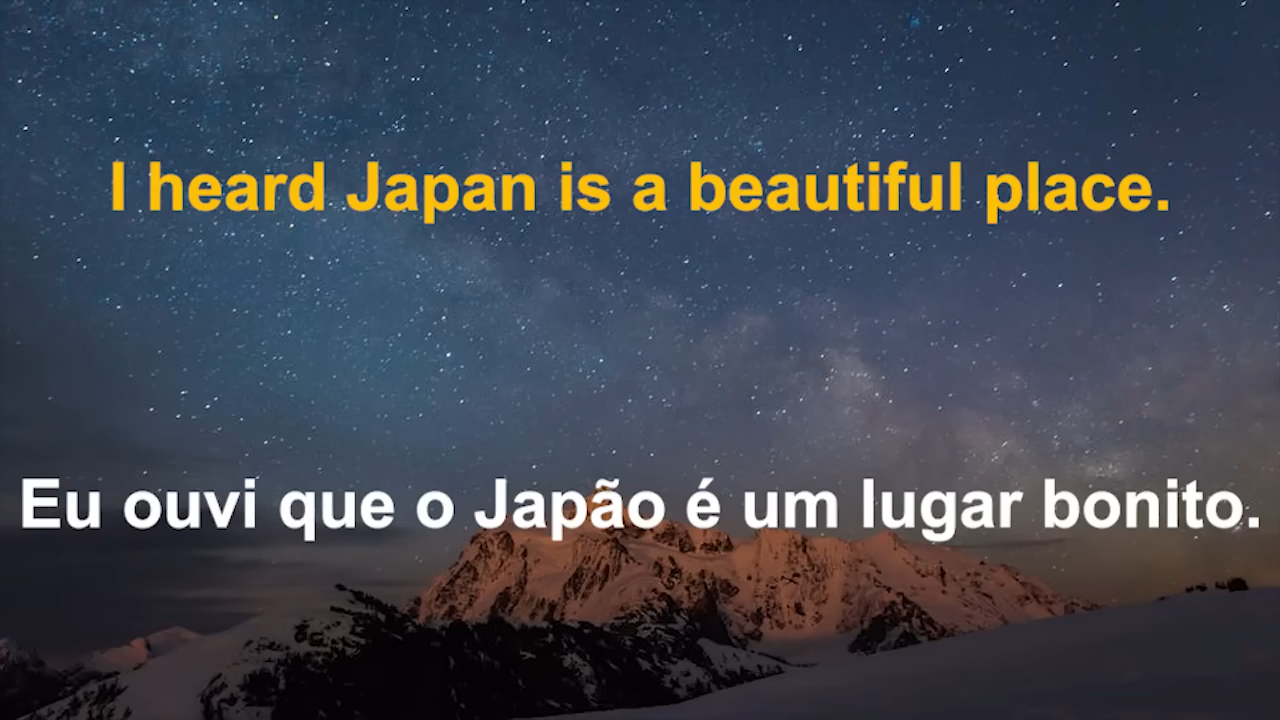 I heard Japan is a beautiful place.
Eu ouvi que o Japão é um lugar bonito.